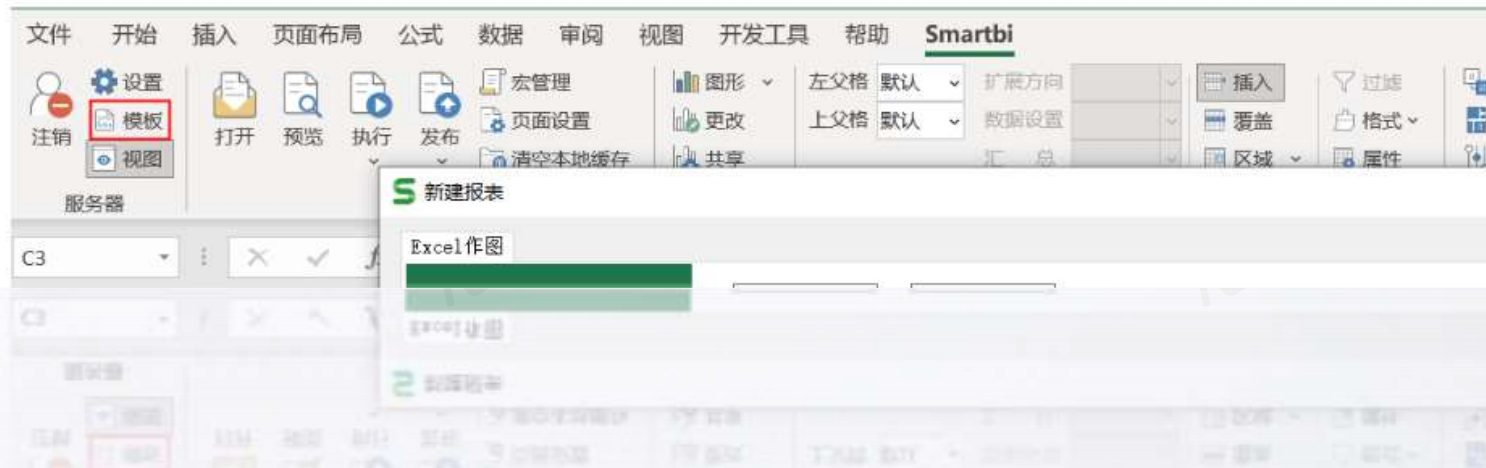 文件 开始 插入 页面布局 公式 数据 审阅 视图 开发工具 帮助 Smartbi
设置 宏管理 图形 左父格 默认 扩展方向 插入 过滤
模板 页面设置 更改 上父格 默认 数据设置 覆盖 格式
注销 打开 预览 执行 发布
视图 清空本地缓存 共享 汇 总 区域 属性
服务器
新建报表
C3
Excel作图